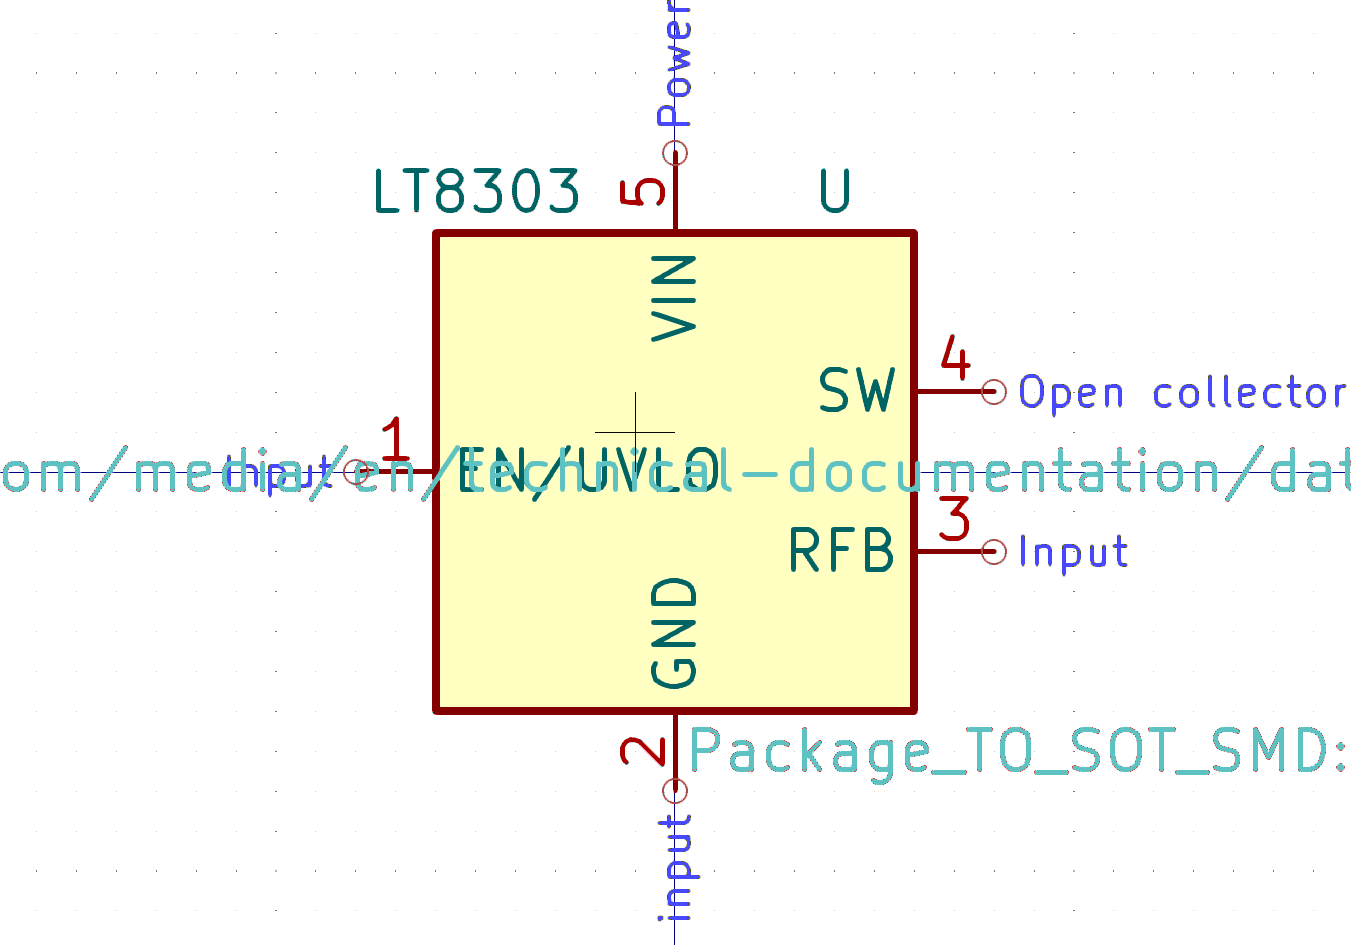 Power
LT8303
5
U
VIN
4
SW
Open collector
1
Input
EN/UVLO
om/media/en/technical-documentation/dat
3
RFB
Input
GND
2
Package_TO_SOT_SMD:
input